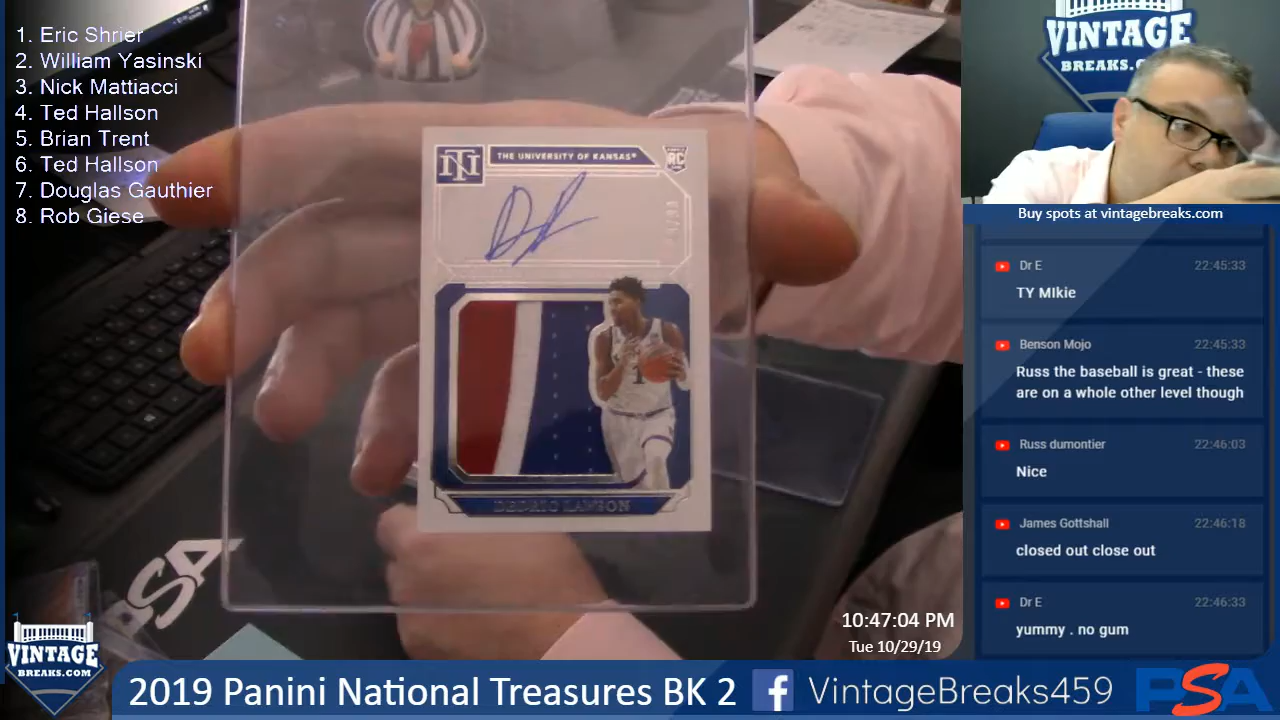 1. Eric Shrier
2. William Yasinski
3. Nick Mattiacci
4. Ted Hallson
5. Brian Trent
6. Ted Hallson
7. Douglas Gauthier
8. Rob Giese
THE UNIVERSITY OF KANSAS
RC
NT
1
DEDRIC LAWSON
PSA
VINTAGE
BREAKS.C
Buy spots at vintagebreaks.com
Dr E 22:45:33
TY MIkie
Benson Mojo 22:45:33
Russ the baseball is great - these
are on a whole other level though
Russ dumontier 22:46:03
Nice
James Gottshall 22:46:18
closed out close out
Dr E 22:46:33
yummy . no gum
10:47:04 PM
Tue 10/29/19
VINTAGE
BREAKS.COM
2019 Panini National Treasures BK 2
f VintageBreaks459
PSA